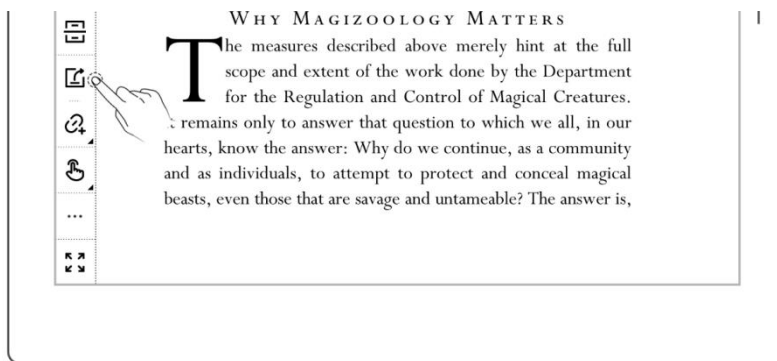 WHY MAGIZOOLOGY MATTERS
The measures described above merely hint at the full
scope and extent of the work done by the Department
for the Regulation and Control of Magical Creatures.
remains only to answer that question to which we all, in our
hearts, know the answer: Why do we continue, as a community
and as individuals, to attempt to protect and conceal magical
beasts, even those that are savage and untameable? The answer is,